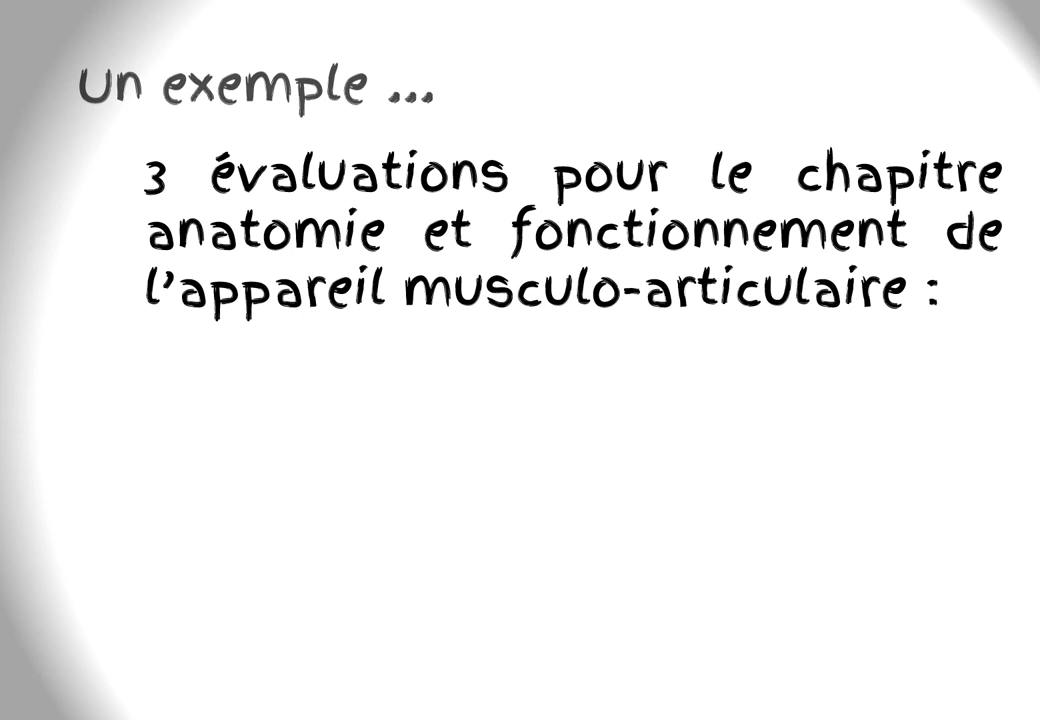 Un exemple ...
3 évaluations pour le chapitre
anatomie et fonctionnement de
l'appareil musculo-articulaire :